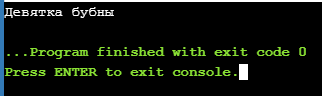 Девятка бубны
...Program finished with exit code 0
Press ENTER to exit console.